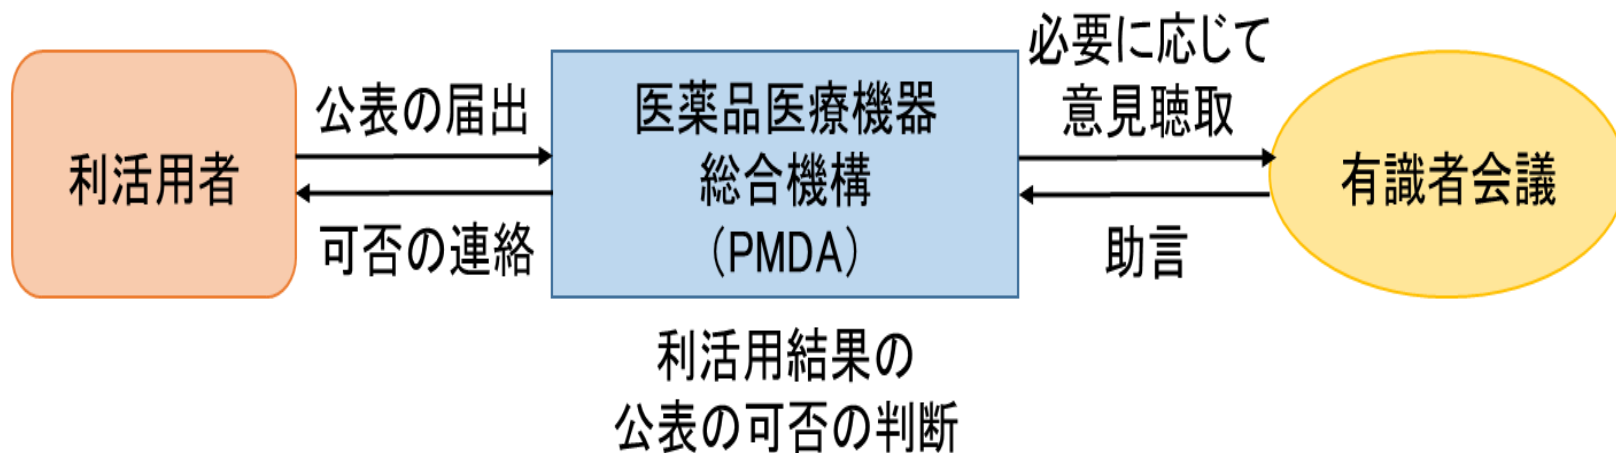 利活用者
公表の届出
可否の連絡
医薬品医療機器
総合機構
（PMDA）
利活用結果の
公表の可否の判断
必要に応じて
意見聴取
助言
有識者会議